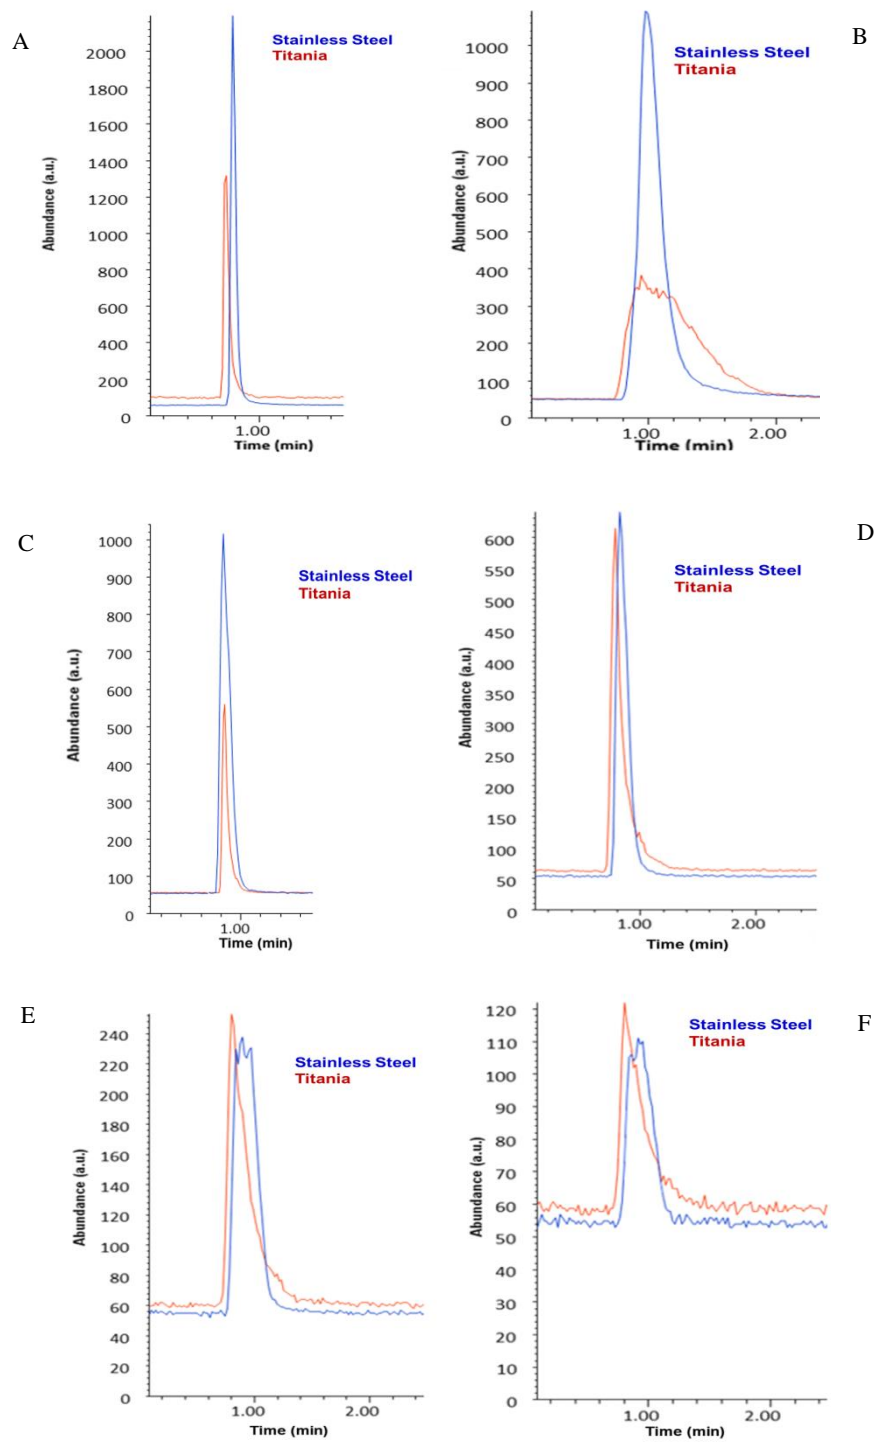 A
Stainless Steel
Titania
2000
1800
1600
1400
1200
1000
800
600
400
200
0
Abundance (a.u.)
1.00
Time (min)
B
Stainless Steel
Titania
1000
900
800
700
600
500
400
300
200
100
0
Abundance (a.u.)
1.00 2.00
Time (min)
C
Stainless Steel
Titania
1000
900
800
700
600
500
400
300
200
100
0
Abundance (a.u.)
1.00
Time (min)
D
Stainless Steel
Titania
600
550
500
450
400
350
300
250
200
150
100
50
0
Abundance (a.u.)
1.00 2.00
Time (min)
E
Stainless Steel
Titania
240
220
200
180
160
140
120
100
80
60
40
20
0
Abundance (a.u.)
1.00 2.00
Time (min)
F
Stainless Steel
Titania
120
110
100
90
80
70
60
50
40
30
20
10
0
Abundance (a.u.)
1.00 2.00
Time (min)